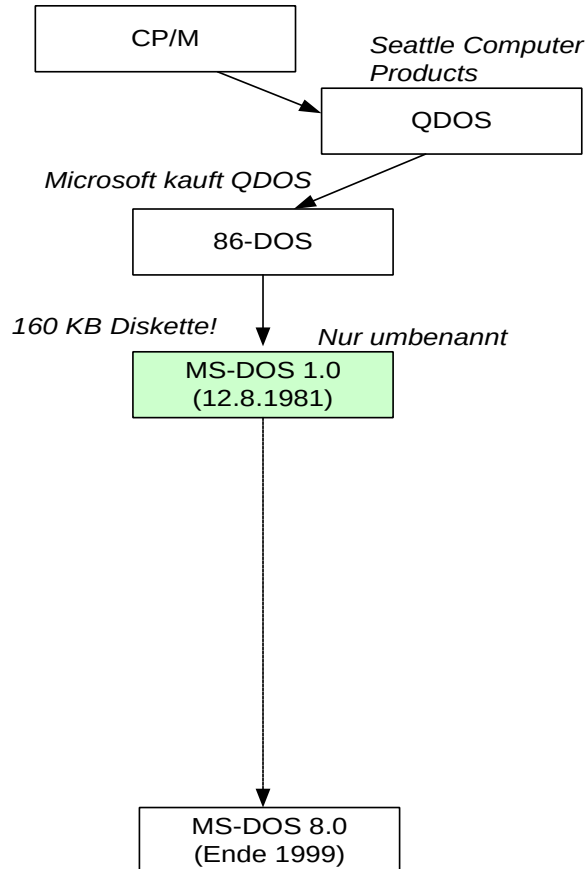 CP/M
Seattle Computer
Products
QDOS
Microsoft kauft QDOS
86-DOS
160 KB Diskette!
Nur umbenannt
MS-DOS 1.0
(12.8.1981)
MS-DOS 8.0
(Ende 1999)